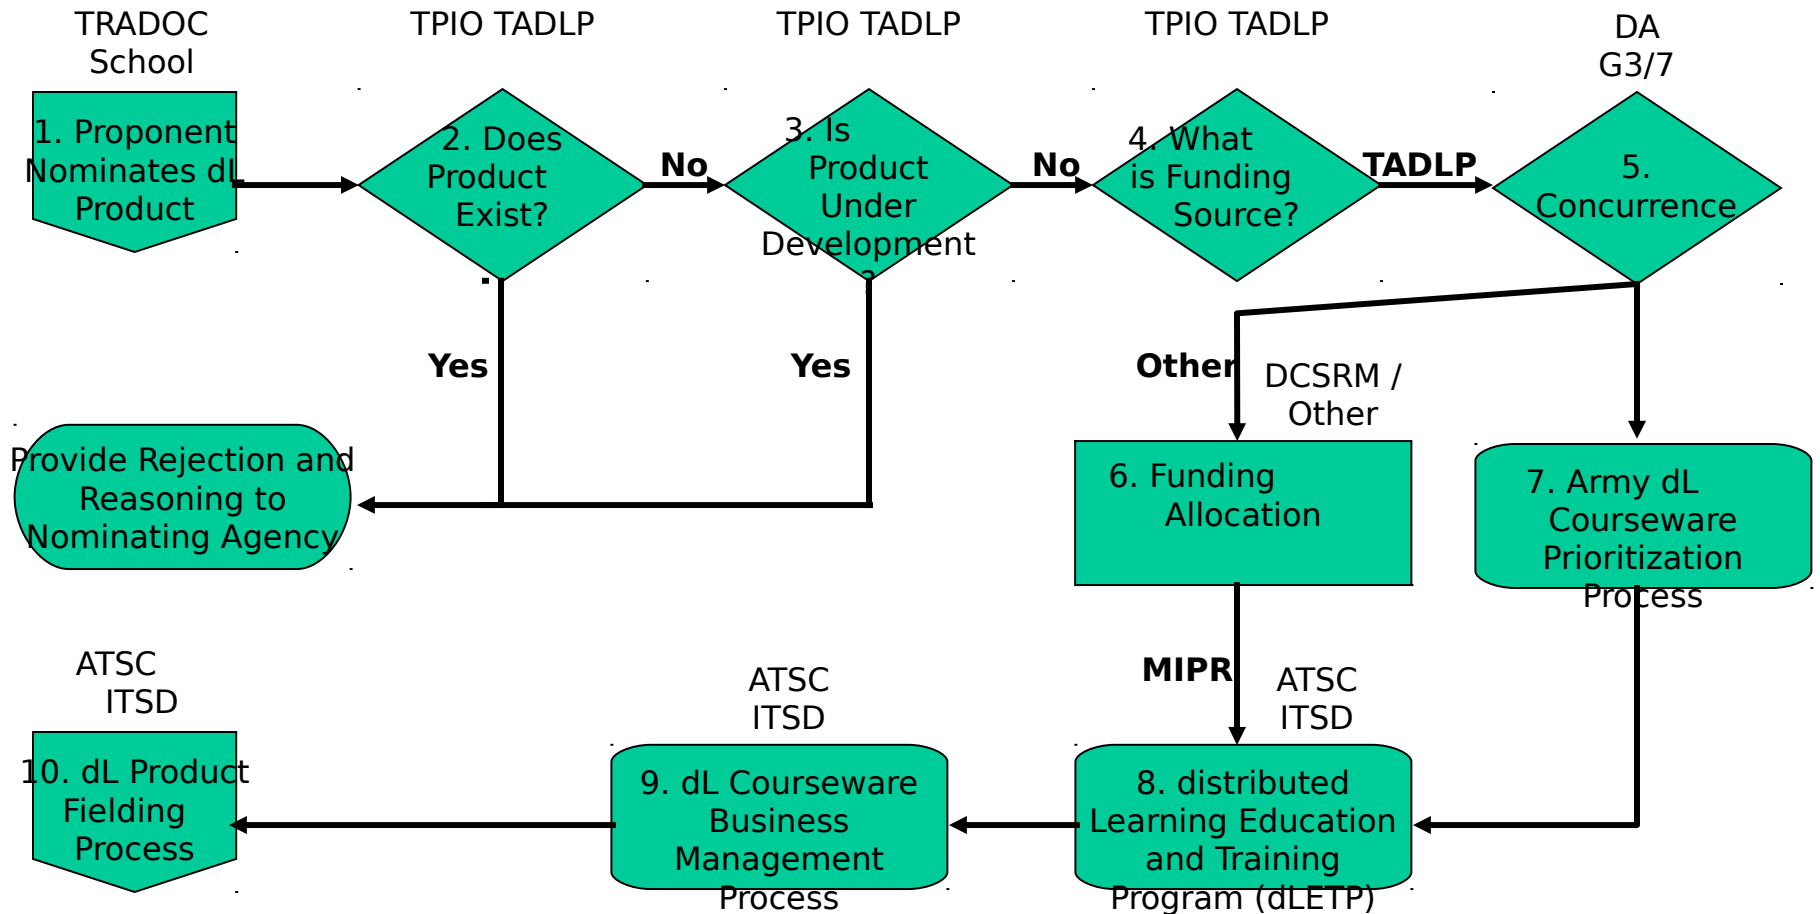 TRADOC
School
TPIO TADLP
TPIO TADLP
TPIO TADLP
DA
G3/7
1. Proponent
Nominates dL
Product
2. Does
Product
Exist?
No
3. Is
Product
Under
Development
?
No
4. What
is Funding
Source?
TADLP
5.
Concurrence
Yes
Yes
Other
DCSRM /
Other
Provide Rejection and
Reasoning to
Nominating Agency
6. Funding
Allocation
7. Army dL
Courseware
Prioritization
Process
MIPR
ATSC
ITSD
ATSC
ITSD
ATSC
ITSD
10. dL Product
Fielding
Process
9. dL Courseware
Business
Management
Process
8. distributed
Learning Education
and Training
Program (dLETP)